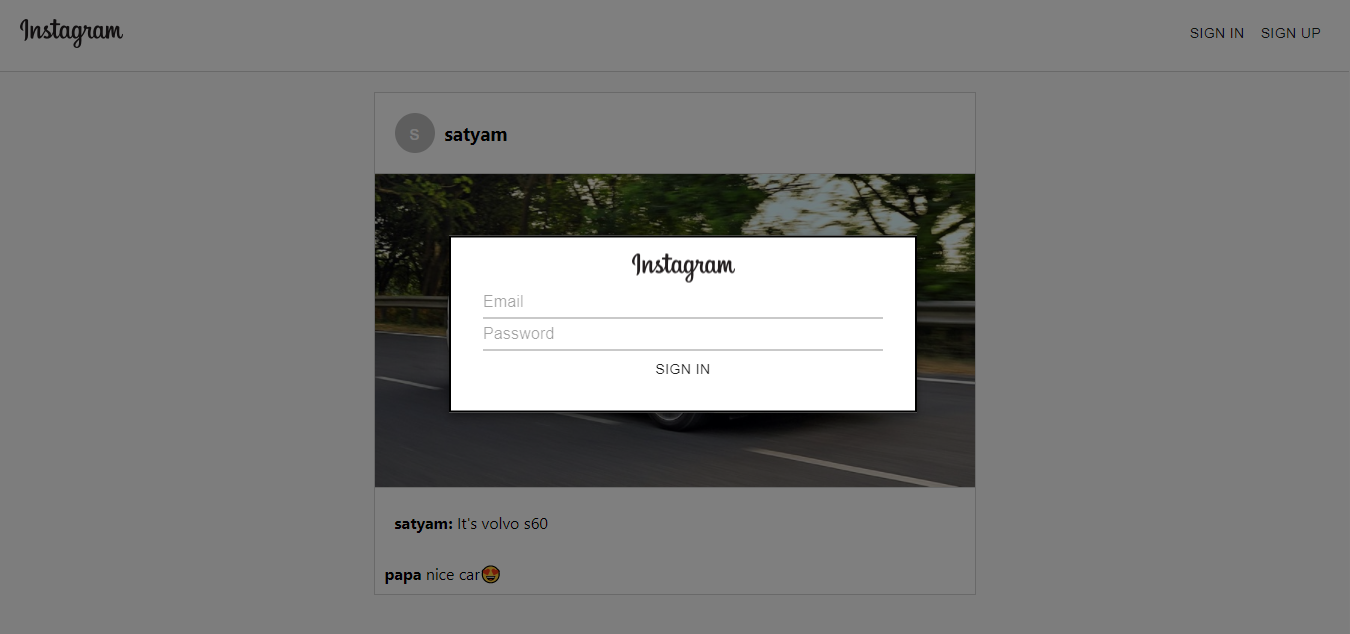 Instagram
SIGN IN SIGN UP
S satyam
Instagram
Email
Password
SIGN IN
satyam: It's volvo s60
papa nice car🤩